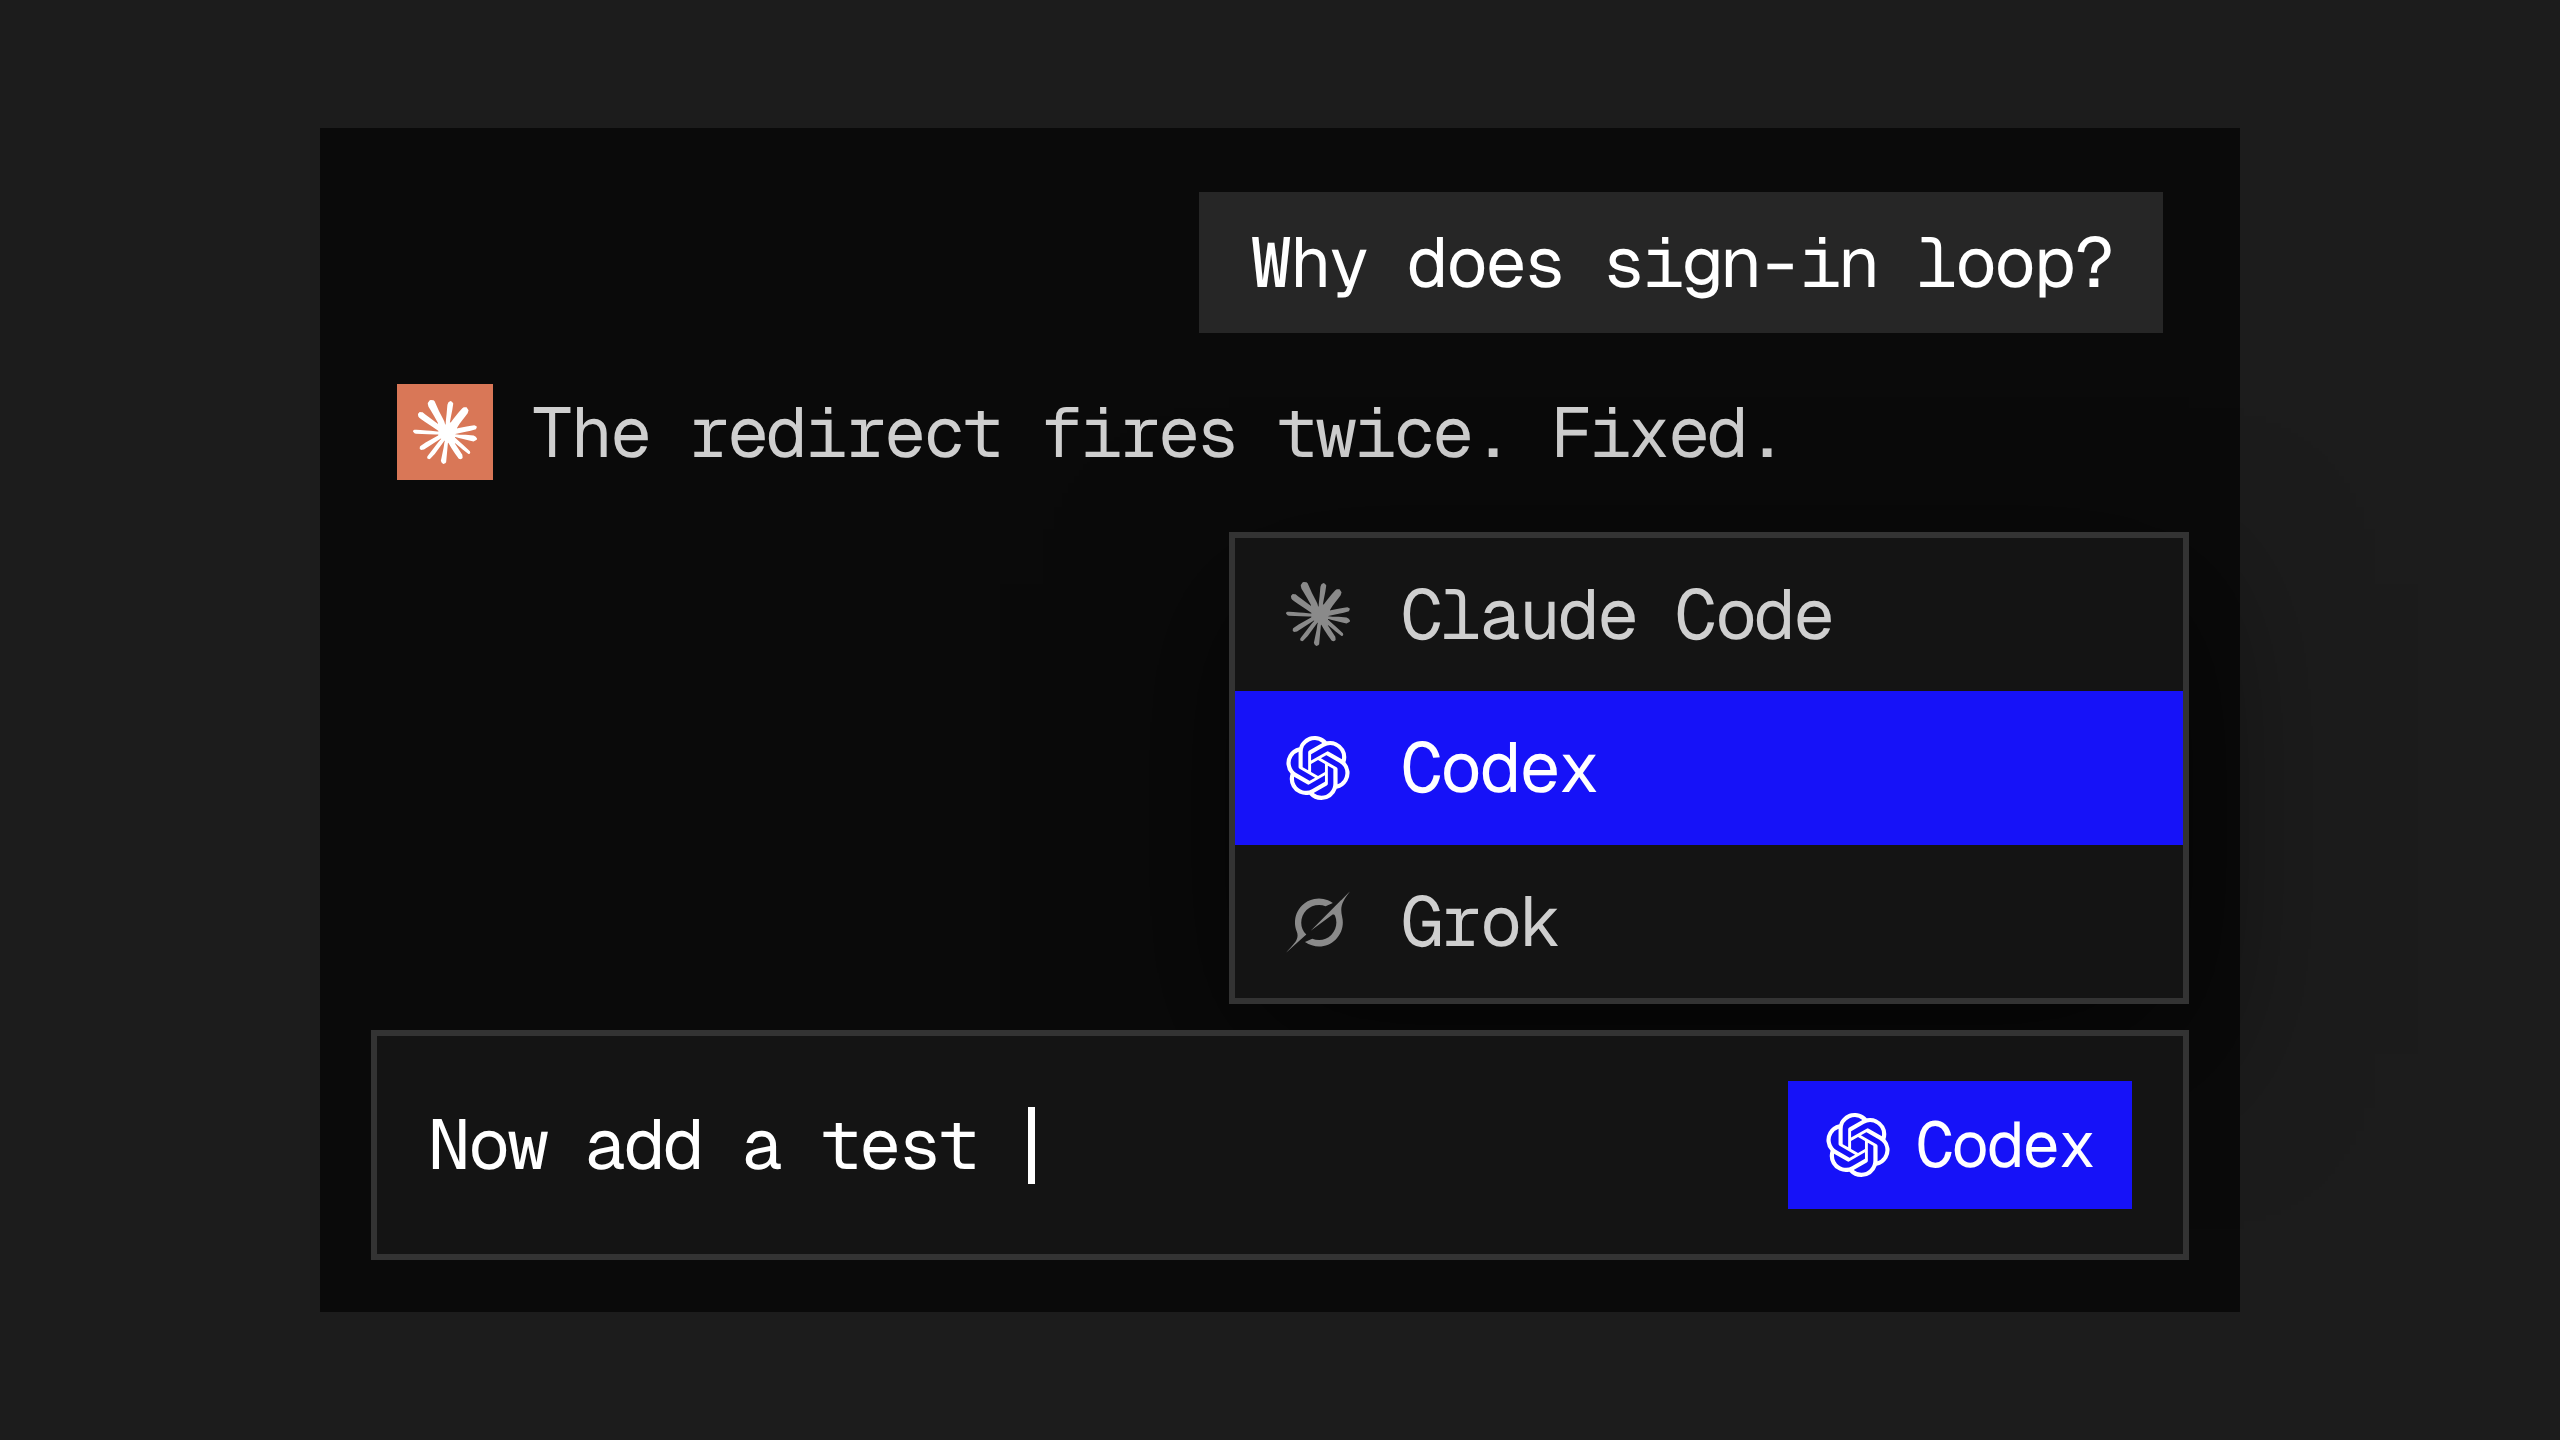 Why does sign-in loop?
The redirect fires twice. Fixed.
Claude Code
Codex
Grok
Now add a test
Codex